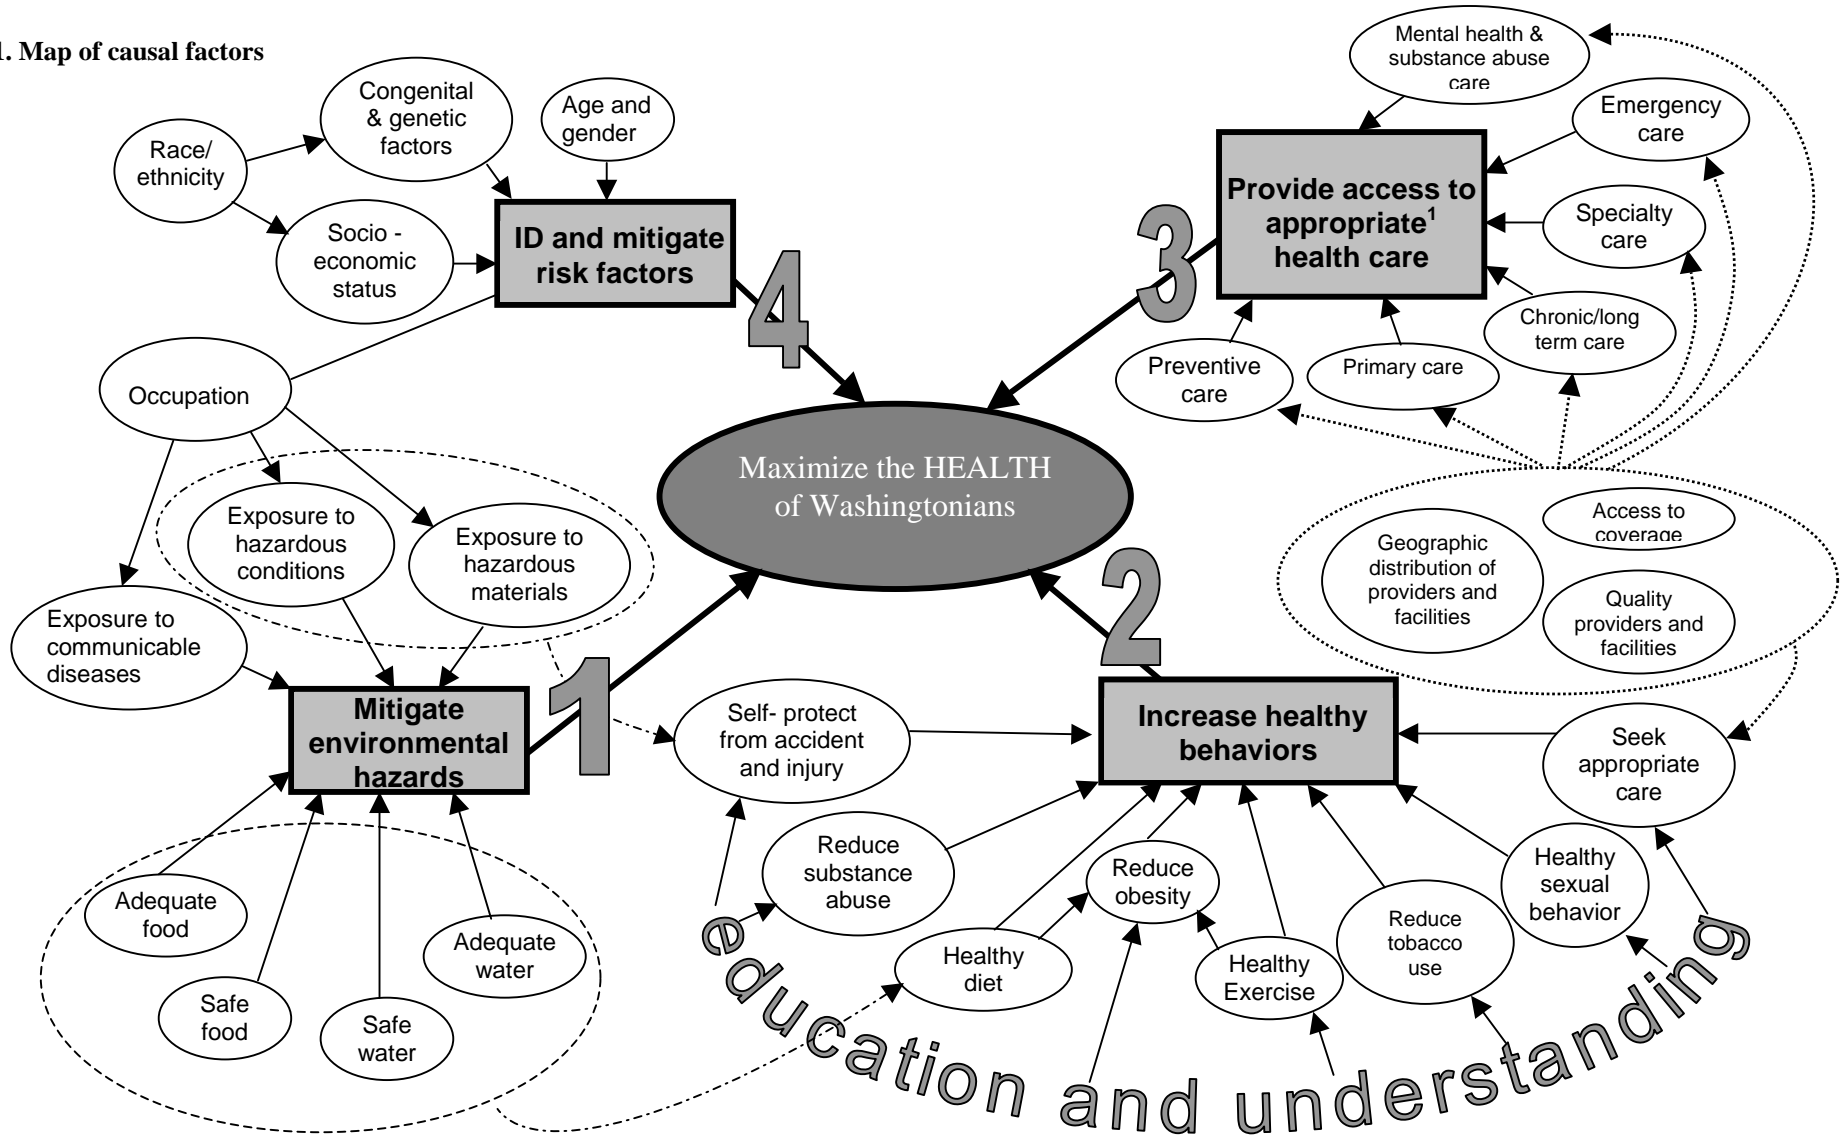 1. Map of causal factors
Race/
ethnicity
Congenital
& genetic
factors
Age and
gender
Socio -
economic
status
ID and mitigate
risk factors
4
Occupation
Exposure to
hazardous
conditions
Exposure to
hazardous
materials
Exposure to
communicable
diseases
Mitigate
environmental
hazards
1
Adequate
food
Safe
food
Safe
water
Adequate
water
Maximize the HEALTH
of Washingtonians
Mental health &
substance abuse
care
Emergency
care
Provide access to
appropriate1
health care
3
Specialty
care
Chronic/long
term care
Preventive
care
Primary care
Access to
coverage
Geographic
distribution of
providers and
facilities
Quality
providers and
facilities
2
Increase healthy
behaviors
Self- protect
from accident
and injury
Seek
appropriate
care
Reduce
substance
abuse
Reduce
obesity
Healthy
diet
Healthy
Exercise
Reduce
tobacco
use
Healthy
sexual
behavior
education and understanding